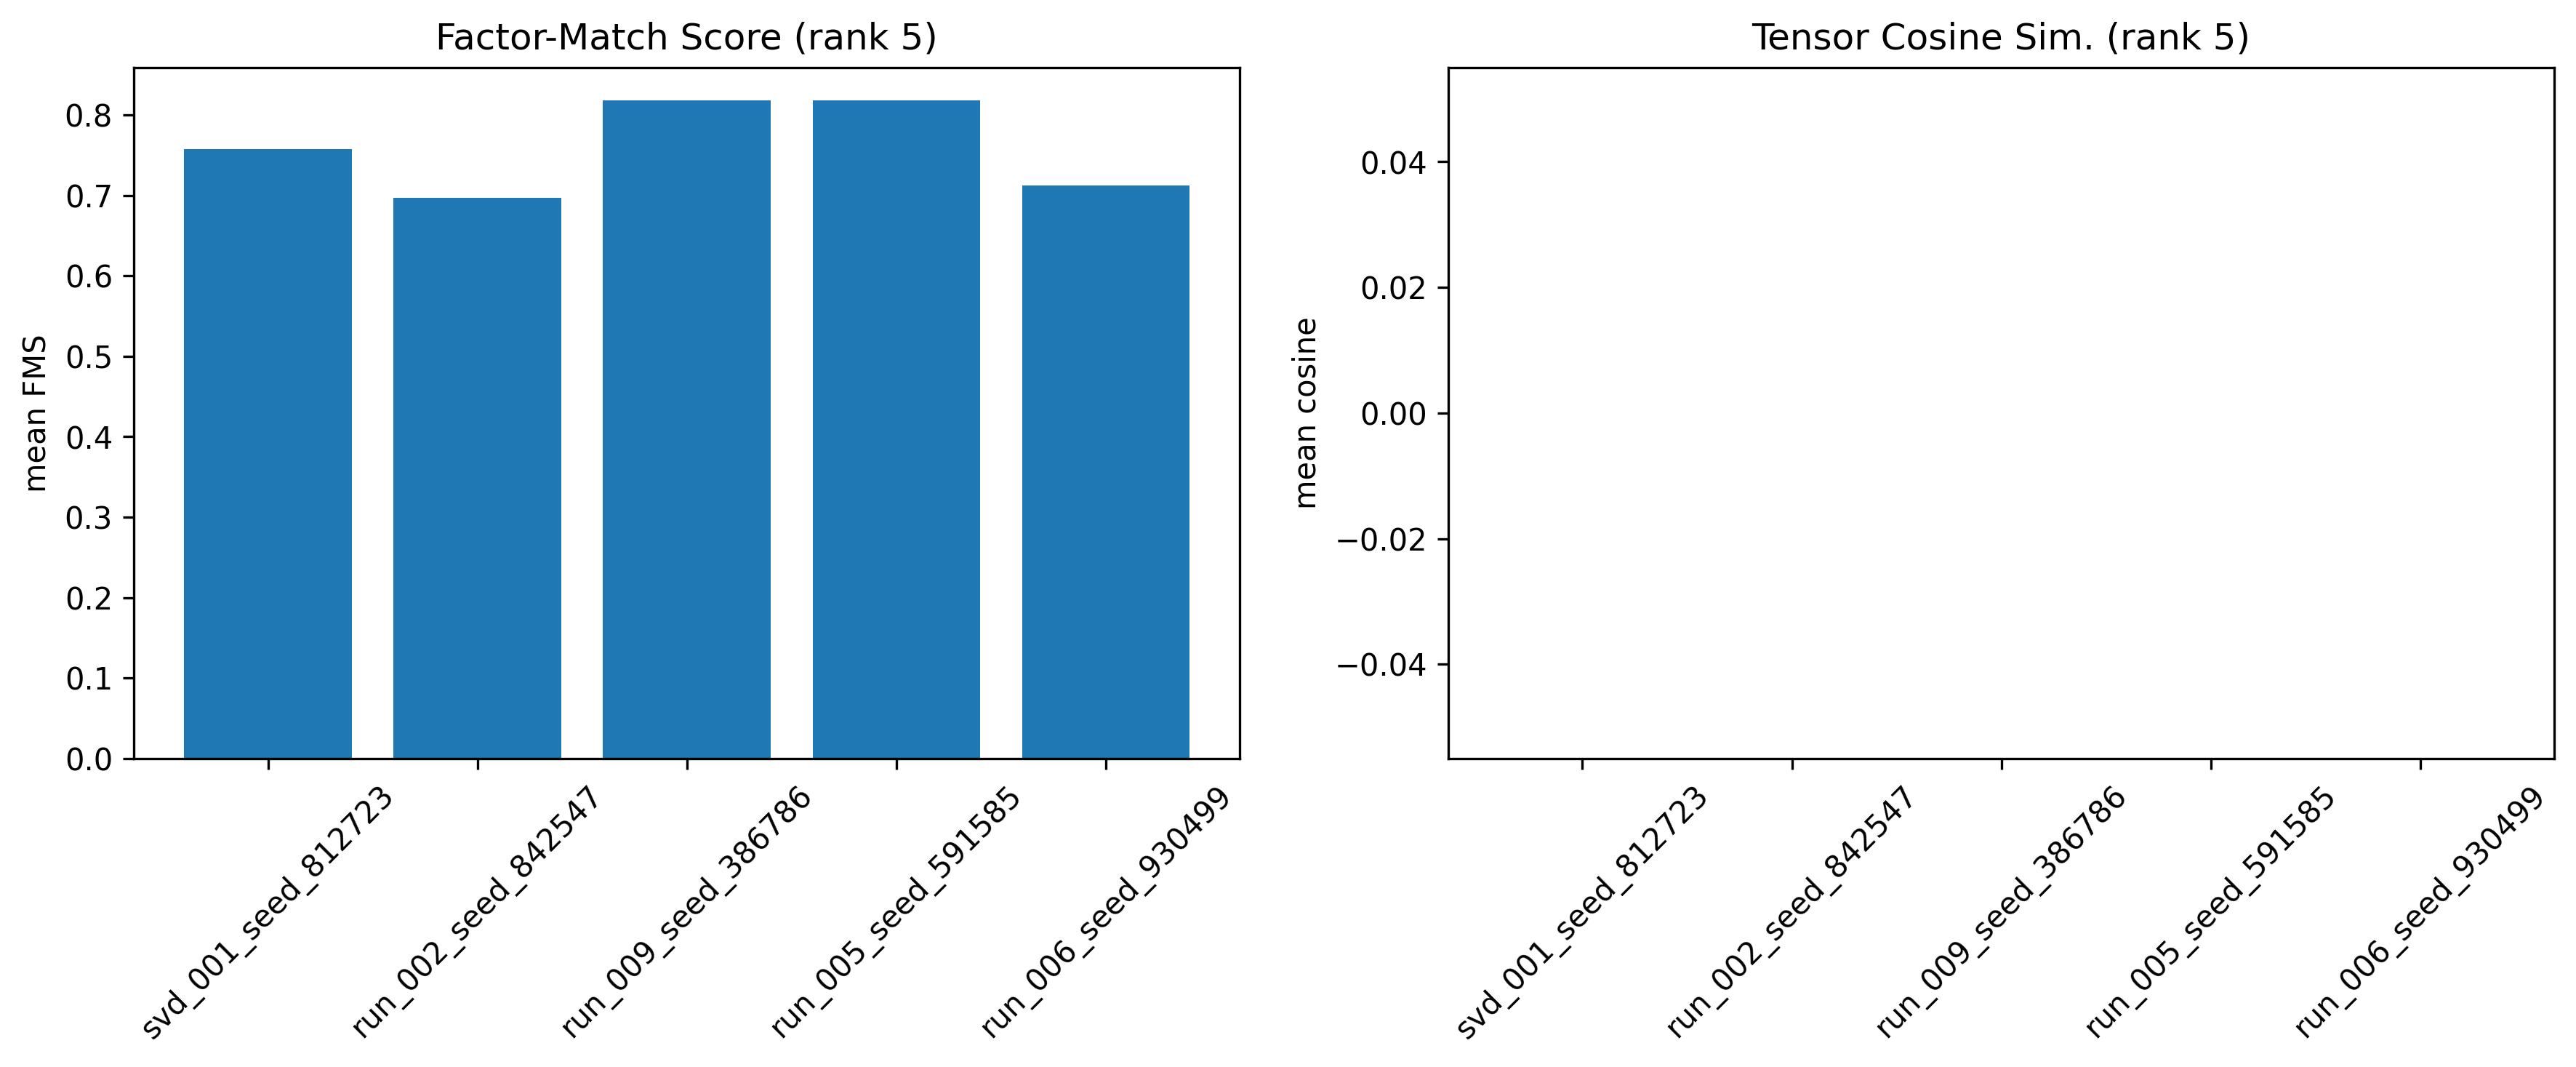 Factor-Match Score (rank 5)
mean FMS
0.8
0.7
0.6
0.5
0.4
0.3
0.2
0.1
0.0
svd_001_seed_812723
run_002_seed_842547
run_009_seed_386786
run_005_seed_591585
run_006_seed_930499
Tensor Cosine Sim. (rank 5)
mean cosine
0.04
0.02
0.00
−0.02
−0.04
svd_001_seed_812723
run_002_seed_842547
run_009_seed_386786
run_005_seed_591585
run_006_seed_930499